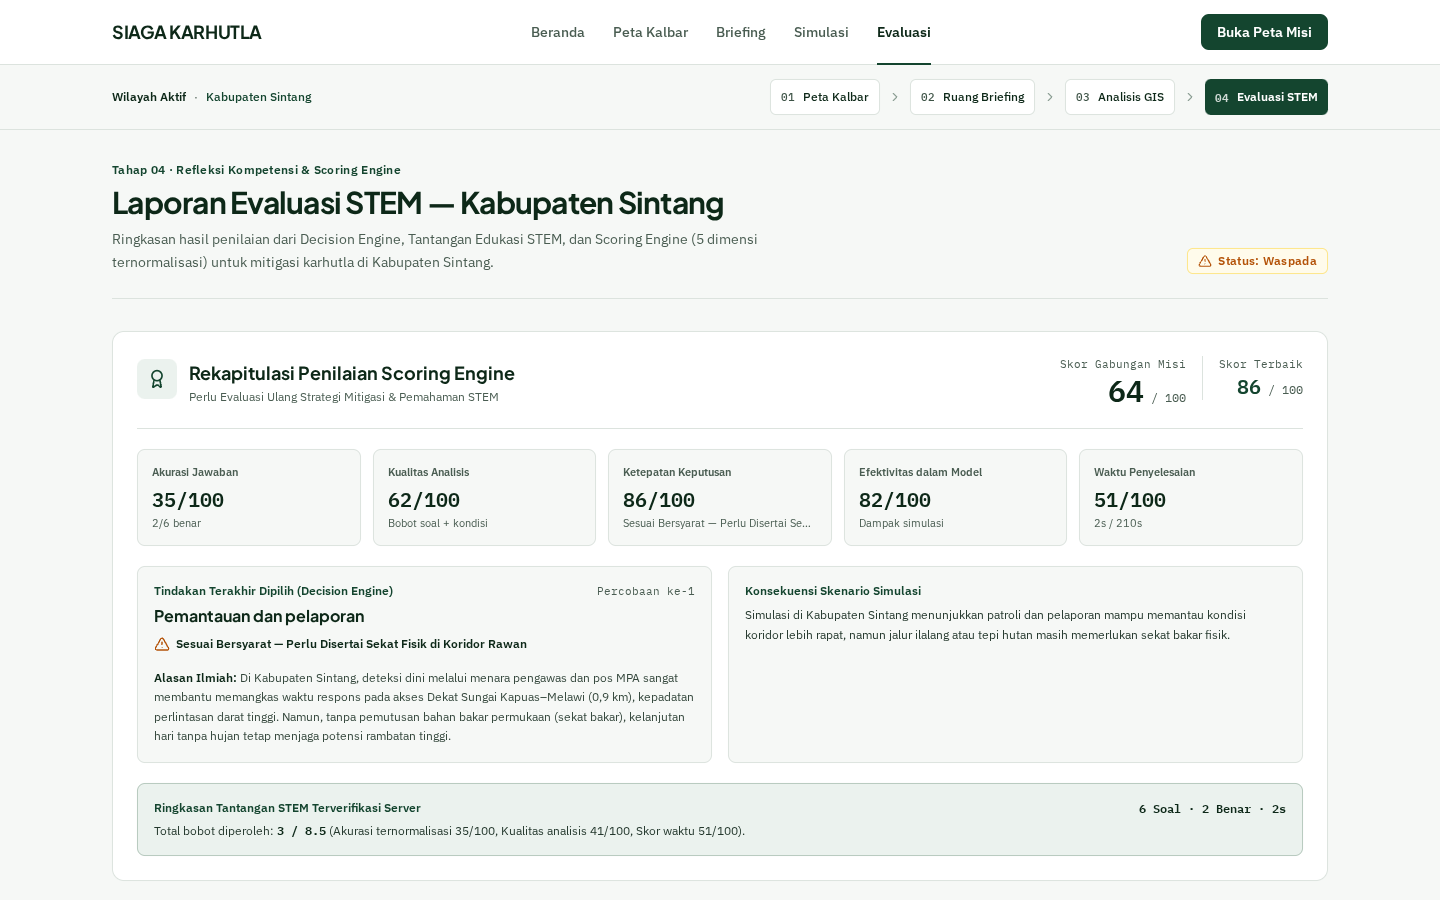 SIAGA KARHUTLA
Beranda
Peta Kalbar
Briefing
Simulasi
Evaluasi
Buka Peta Misi
Wilayah Aktif · Kabupaten Sintang
01 Peta Kalbar
02 Ruang Briefing
03 Analisis GIS
04 Evaluasi STEM
Tahap 04 · Refleksi Kompetensi & Scoring Engine
Laporan Evaluasi STEM — Kabupaten Sintang
Ringkasan hasil penilaian dari Decision Engine, Tantangan Edukasi STEM, dan Scoring Engine (5 dimensi
ternormalisasi) untuk mitigasi karhutla di Kabupaten Sintang.
Status: Waspada
Rekapitulasi Penilaian Scoring Engine
Perlu Evaluasi Ulang Strategi Mitigasi & Pemahaman STEM
Skor Gabungan Misi
64 / 100
Skor Terbaik
86 / 100
Akurasi Jawaban
35/100
2/6 benar
Kualitas Analisis
62/100
Bobot soal + kondisi
Ketepatan Keputusan
86/100
Sesuai Bersyarat — Perlu Disertai Se...
Efektivitas dalam Model
82/100
Dampak simulasi
Waktu Penyelesaian
51/100
2s / 210s
Tindakan Terakhir Dipilih (Decision Engine)
Percobaan ke-1
Pemantauan dan pelaporan
Sesuai Bersyarat — Perlu Disertai Sekat Fisik di Koridor Rawan
Alasan Ilmiah: Di Kabupaten Sintang, deteksi dini melalui menara pengawas dan pos MPA sangat
membantu memangkas waktu respons pada akses Dekat Sungai Kapuas–Melawi (0,9 km), kepadatan
perlintasan darat tinggi. Namun, tanpa pemutusan bahan bakar permukaan (sekat bakar), kelanjutan
hari tanpa hujan tetap menjaga potensi rambatan tinggi.
Konsekuensi Skenario Simulasi
Simulasi di Kabupaten Sintang menunjukkan patroli dan pelaporan mampu memantau kondisi
koridor lebih rapat, namun jalur ilalang atau tepi hutan masih memerlukan sekat bakar fisik.
Ringkasan Tantangan STEM Terverifikasi Server
6 Soal · 2 Benar · 2s
Total bobot diperoleh: 3 / 8.5 (Akurasi ternormalisasi 35/100, Kualitas analisis 41/100, Skor waktu 51/100).